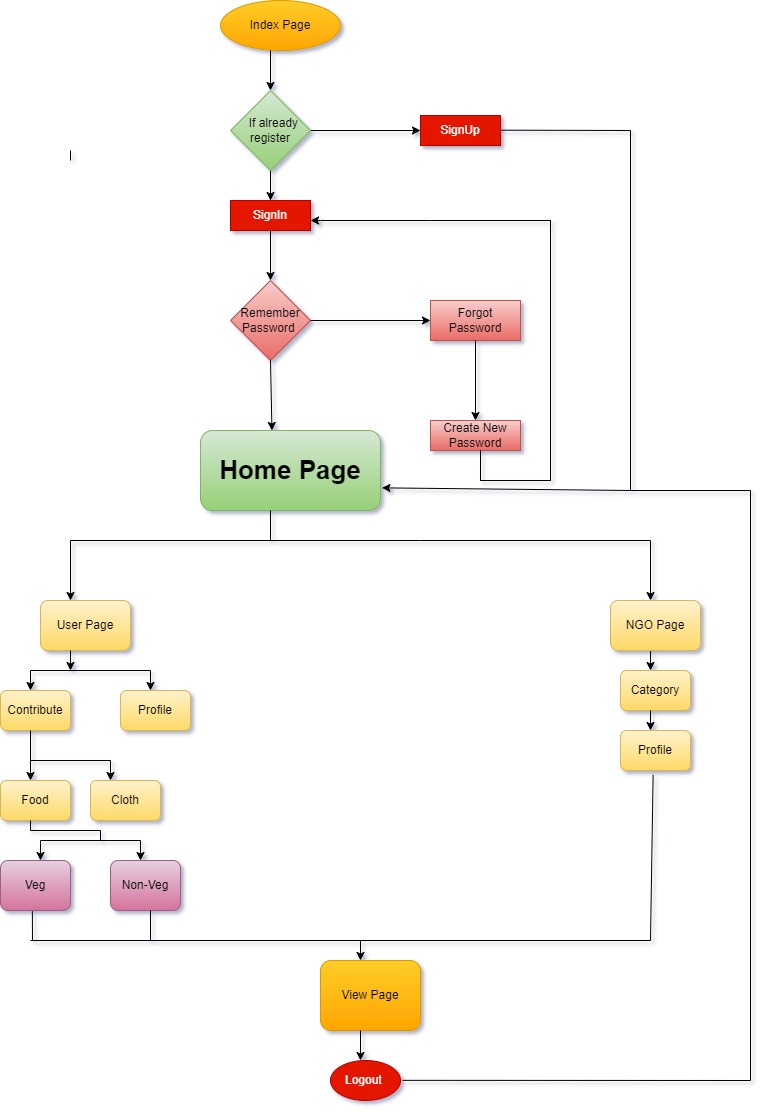 Index Page
If already
register
SignUp
SignIn
Remember
Password
Forgot
Password
Create New
Password
Home Page
User Page
NGO Page
Contribute
Profile
Category
Profile
Food
Cloth
Veg
Non-Veg
View Page
Logout